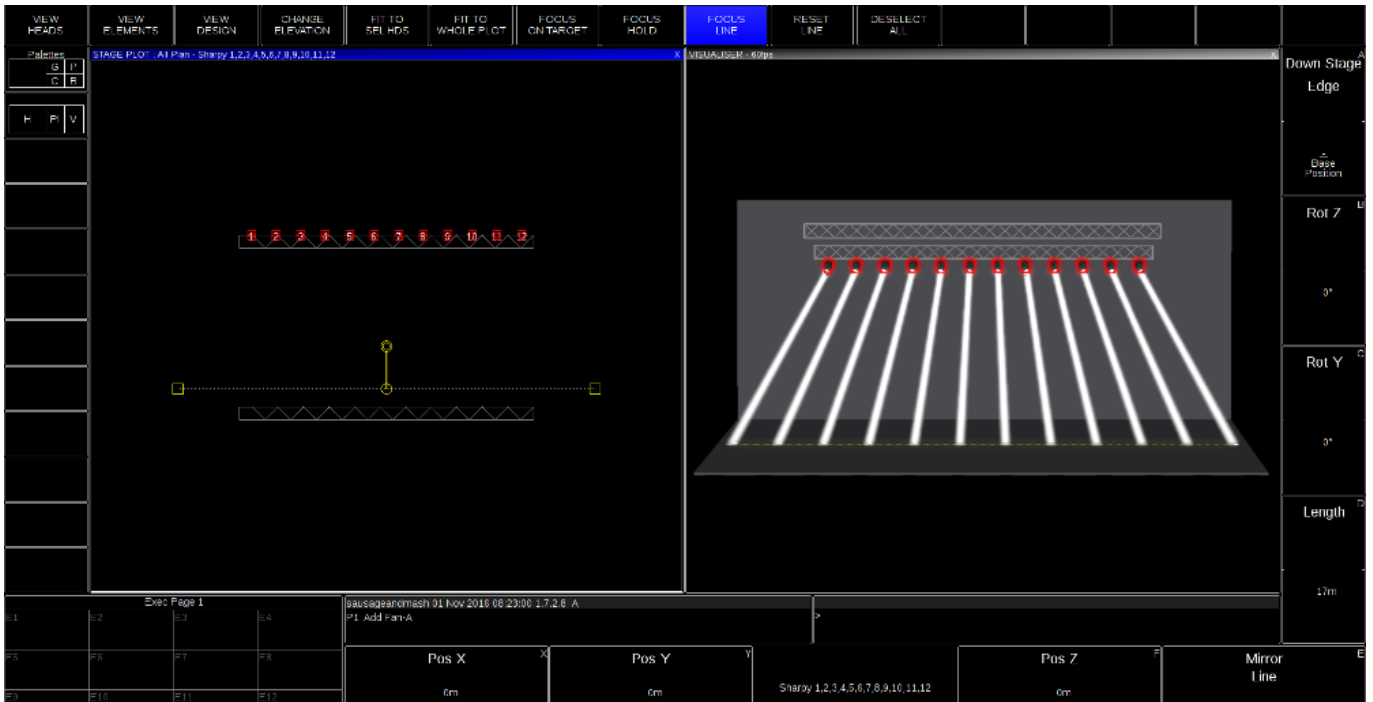 VIEW HEADS
VIEW ELEMENTS
VIEW DESIGN
CHANGE ELEVATION
FIT TO SEL HDS
FIT TO WHOLE PLOT
FOCUS ON TARGET
FOCUS HOLD
FOCUS LINE
RESET LINE
DESELECT ALL
Palettes
G P
C B
H PI V
STAGE PLOT : All Plan - Sharpy 1,2,3,4,5,6,7,8,9,10,11,12 X
1 2 3 4 5 6 7 8 9 10 11 12
VISUALISER - 60fps X
A
Down Stage
Edge
Base
Position
B
Rot Z
0°
C
Rot Y
0°
D
Length
17m
Exec Page 1
E1 E2 E3 E4
E5 E6 E7 E8
E9 E10 E11 E12
sausageandmash 01 Nov 2016 08:23:00 1.7.2.8 A
P1 Add Fan-A
>
Pos X X
0m
Pos Y Y
0m
Sharpy 1,2,3,4,5,6,7,8,9,10,11,12
Pos Z F
0m
Mirror E
Line